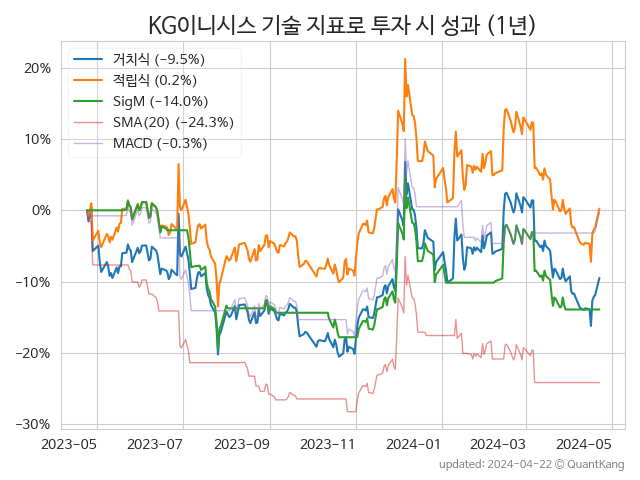 KG이니시스 기술 지표로 투자 시 성과 (1년)
거치식 (−9.5%)
적립식 (0.2%)
SigM (−14.0%)
SMA(20) (−24.3%)
MACD (−0.3%)
20%
10%
0%
−10%
−20%
−30%
2023-05 2023-07 2023-09 2023-11 2024-01 2024-03 2024-05
updated: 2024-04-22 ⓒ QuantKang